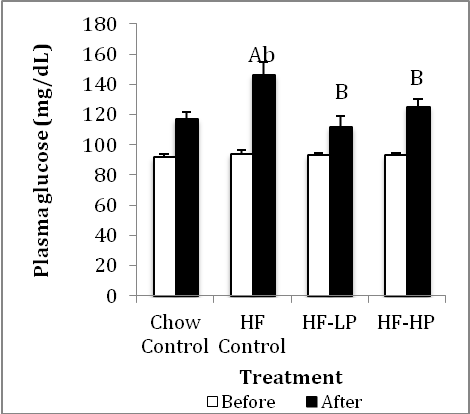 Plasma glucose (mg/dL)
180
160
140
120
100
80
60
40
20
0
Ab
B
B
Chow
Control
HF
Control
HF-LP
HF-HP
Treatment
Before
After